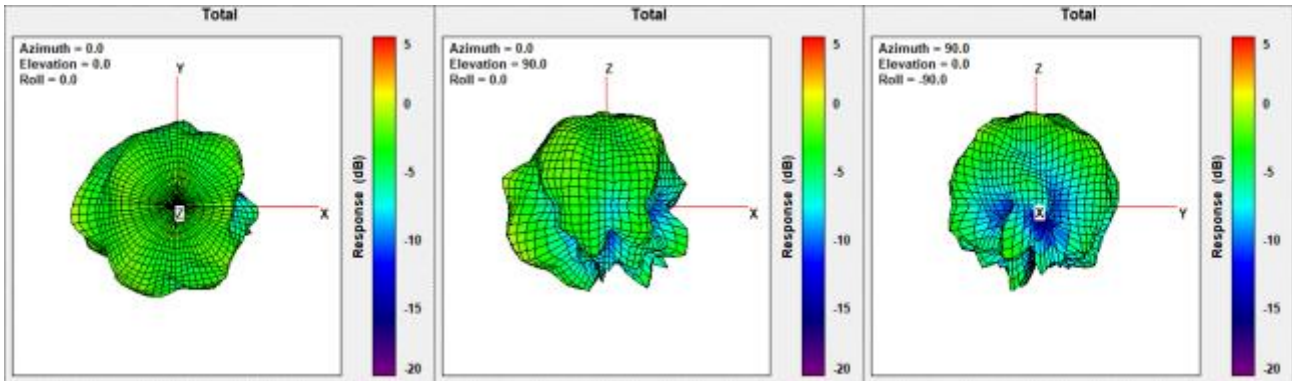 Total
Azimuth = 0.0
Elevation = 0.0
Roll = 0.0
Y
X
Z
5
0
-5
-10
-15
-20
Response (dB)
Total
Azimuth = 0.0
Elevation = 90.0
Roll = 0.0
Z
X
5
0
-5
-10
-15
-20
Response (dB)
Total
Azimuth = 90.0
Elevation = 0.0
Roll = -90.0
Z
Y
X
5
0
-5
-10
-15
-20
Response (dB)